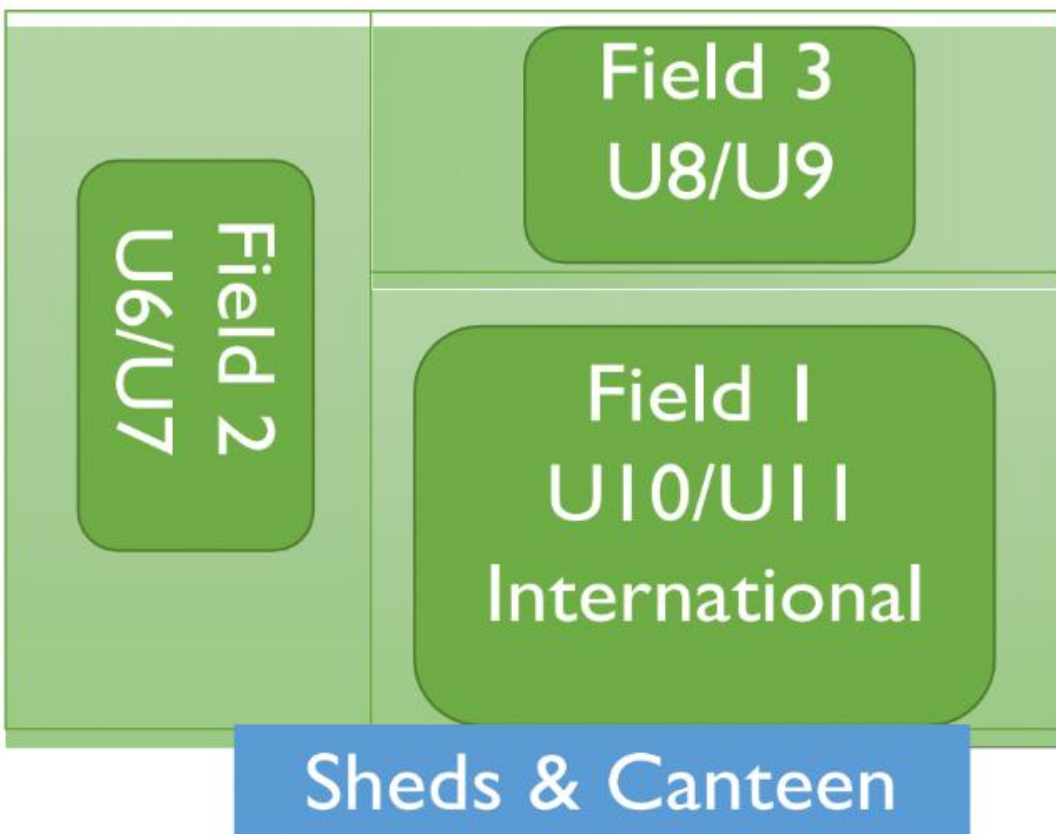 Field 3
U8/U9
Field 2
U6/U7
Field 1
U10/U11
International
Sheds & Canteen